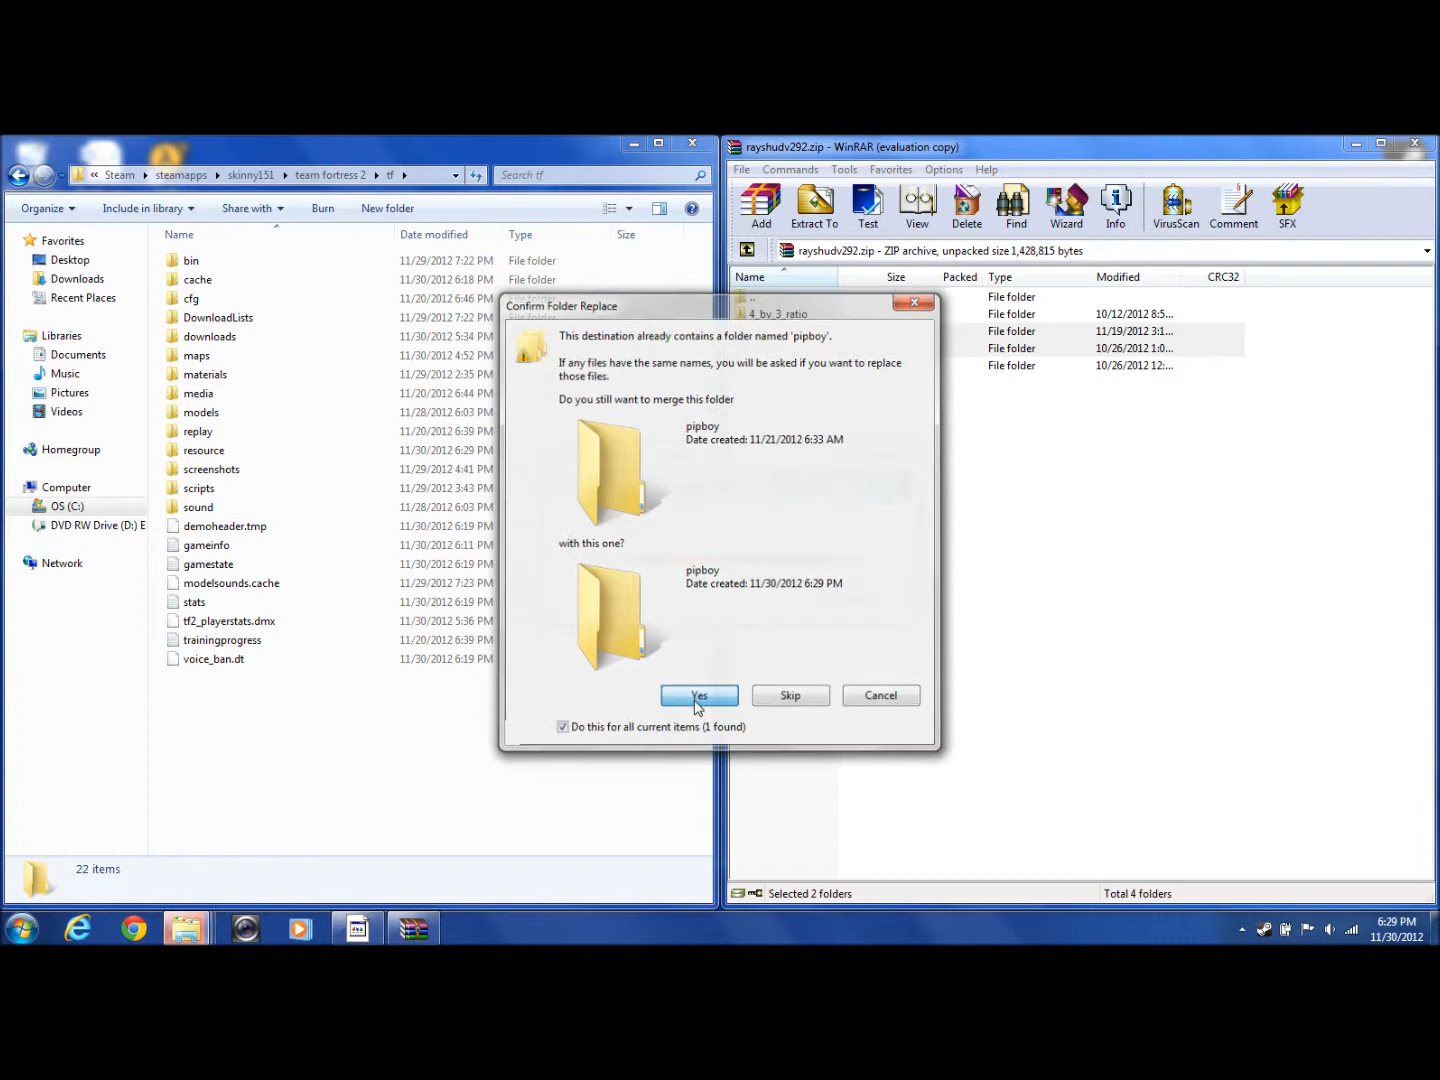 Steam steamapps skinny151 team fortress 2 tf
Search tf
Organize Include in library Share with Burn New folder
Name Date modified Type Size
Favorites
Desktop
Downloads
Recent Places
Libraries
Documents
Music
Pictures
Videos
Homegroup
Computer
OS (C:)
DVD RW Drive (D:) E
Network
bin 11/29/2012 7:22 PM File folder
cache 11/30/2012 6:18 PM File folder
cfg 11/20/2012 6:46 PM File folder
DownloadLists 11/29/2012 7:22 PM
downloads 11/30/2012 5:34 PM
maps 11/30/2012 4:52 PM
materials 11/29/2012 2:35 PM
media 11/20/2012 6:44 PM
models 11/28/2012 6:03 PM
replay 11/20/2012 6:39 PM
resource 11/30/2012 6:29 PM
screenshots 11/29/2012 4:41 PM
scripts 11/29/2012 3:43 PM
sound 11/28/2012 6:03 PM
demoheader.tmp 11/30/2012 6:19 PM
gameinfo 11/30/2012 6:11 PM
gamestate 11/30/2012 6:19 PM
modelsounds.cache 11/29/2012 7:23 PM
stats 11/30/2012 6:19 PM
tf2_playerstats.dmx 11/30/2012 5:36 PM
trainingprogress 11/20/2012 6:39 PM
voice_ban.dt 11/30/2012 6:19 PM
22 items
rayshudv292.zip - WinRAR (evaluation copy)
File Commands Tools Favorites Options Help
Add Extract To Test View Delete Find Wizard Info VirusScan Comment SFX
rayshudv292.zip - ZIP archive, unpacked size 1,428,815 bytes
Name Size Packed Type Modified CRC32
.. File folder
4_by_3_ratio File folder 10/12/2012 8:5...
File folder 11/19/2012 3:1...
File folder 10/26/2012 1:0...
File folder 10/26/2012 12:...
Selected 2 folders
Total 4 folders
Confirm Folder Replace
This destination already contains a folder named 'pipboy'.
If any files have the same names, you will be asked if you want to replace
those files.
Do you still want to merge this folder
pipboy
Date created: 11/21/2012 6:33 AM
with this one?
pipboy
Date created: 11/30/2012 6:29 PM
Yes Skip Cancel
Do this for all current items (1 found)
6:29 PM
11/30/2012